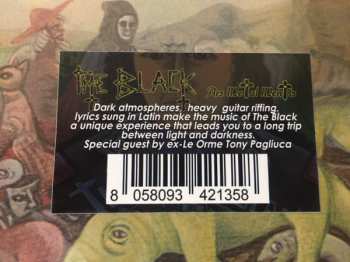 THE BLACK
Dark atmospheres, heavy guitar riffing.
lyrics sung in Latin make the music of The Black
a unique experience that leads you to a long trip
between light and darkness.
Special guest by ex-Le Orme Tony Pagliuca
8 058093 421358